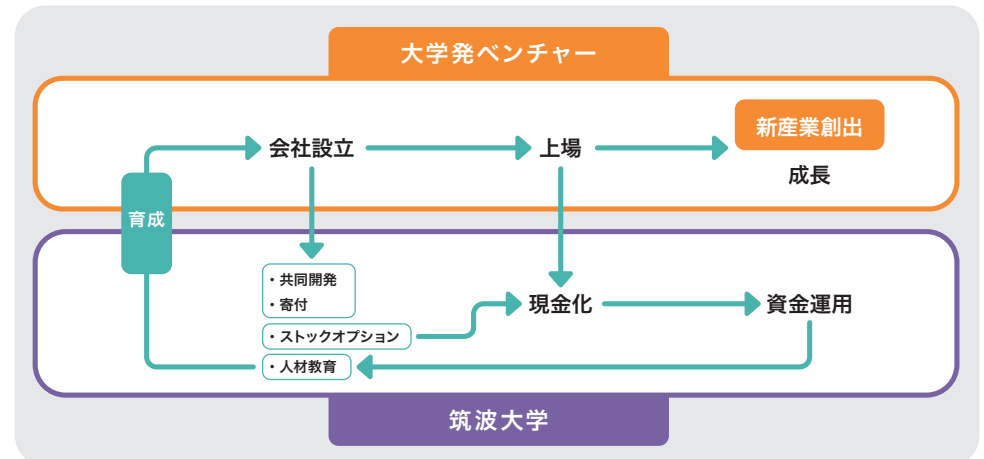 大学発ベンチャー
会社設立
上場
新産業創出
成長
育成
・共同開発
・寄付
・ストックオプション
・人材教育
現金化
資金運用
筑波大学